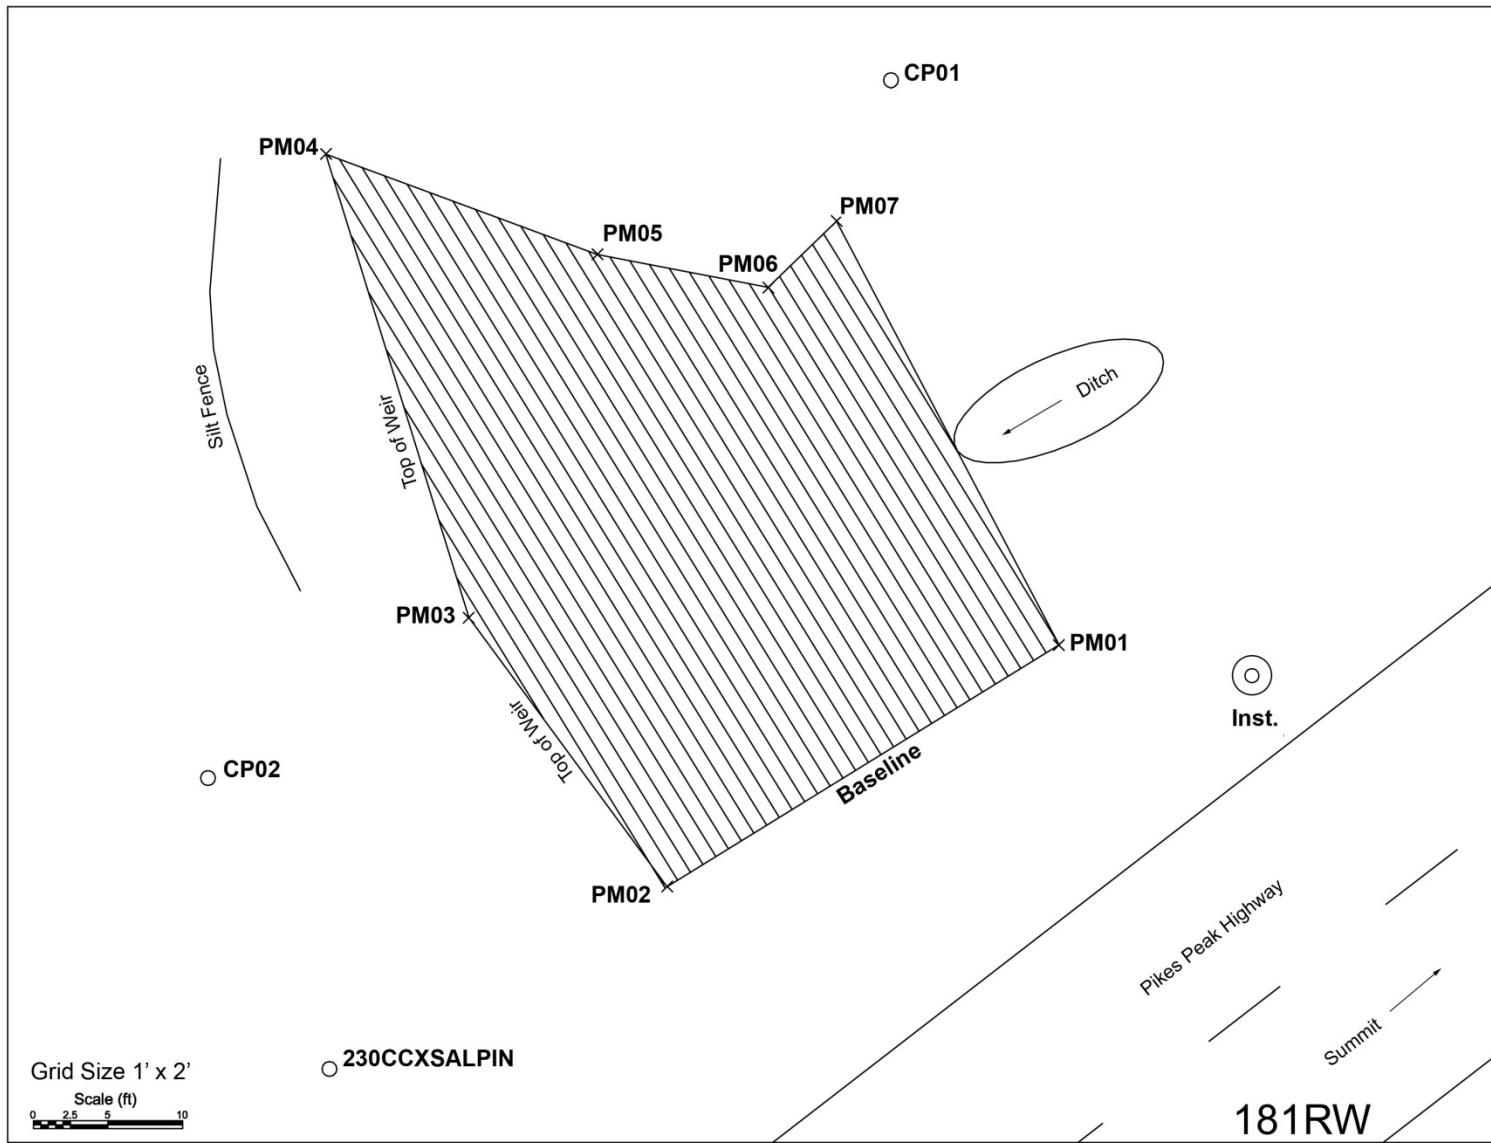 CP01
PM04
PM07
PM05
PM06
Ditch
Silt Fence
Top of Weir
PM03
PM01
Inst.
Top of Weir
Baseline
CP02
PM02
Pikes Peak Highway
Summit
230CCXSALPIN
Grid Size 1' x 2'
Scale (ft)
0 2.5 5 10
181RW